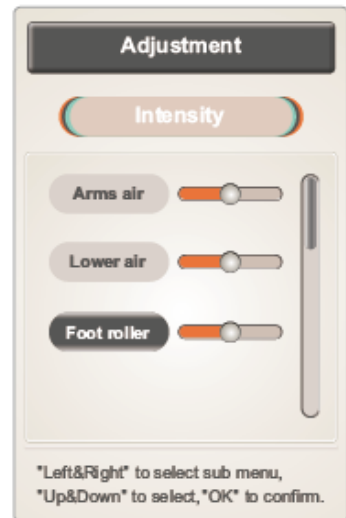 Adjustment
Intensity
Arms air
Lower air
Foot roller
"Left&Right" to select sub menu,
"Up&Down" to select,"OK" to confirm.